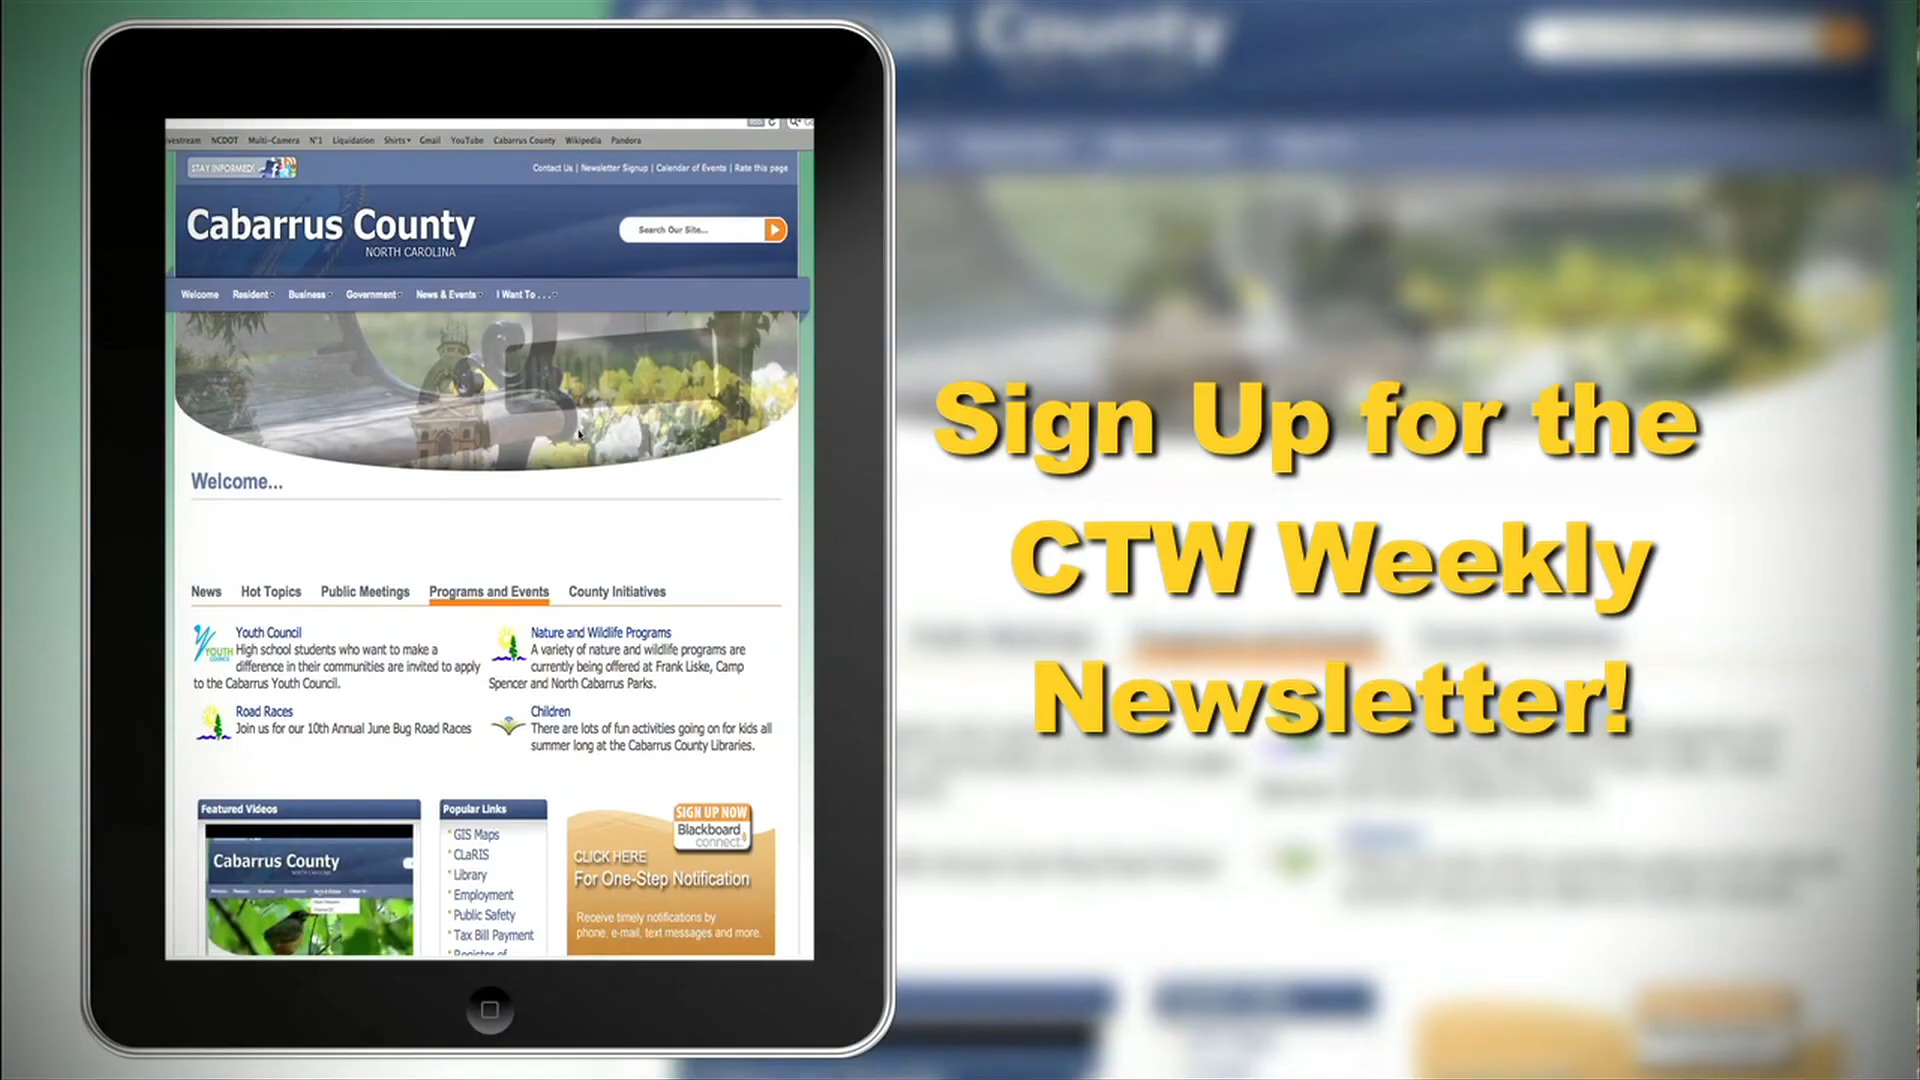 vestream NCDOT Multi-Camera N°1 Liquidation Shirts Gmail YouTube Cabarrus County Wikipedia Pandora
STAY INFORMED!
Contact Us | Newsletter Signup | Calendar of Events | Rate this page
Cabarrus County
NORTH CAROLINA
Search Our Site...
Welcome Resident Business Government News & Events I Want To . . .
Welcome...
News Hot Topics Public Meetings Programs and Events County Initiatives
Youth Council
High school students who want to make a
difference in their communities are invited to apply
to the Cabarrus Youth Council.
YOUTH
COUNCIL
Nature and Wildlife Programs
A variety of nature and wildlife programs are
currently being offered at Frank Liske, Camp
Spencer and North Cabarrus Parks.
Road Races
Join us for our 10th Annual June Bug Road Races
Children
There are lots of fun activities going on for kids all
summer long at the Cabarrus County Libraries.
Featured Videos
Cabarrus County
Popular Links
GIS Maps
CLaRIS
Library
Employment
Public Safety
Tax Bill Payment
Register of
SIGN UP NOW
Blackboard
connect
CLICK HERE
For One-Step Notification
Receive timely notifications by
phone, e-mail, text messages and more.
Sign Up for the
CTW Weekly
Newsletter!
County